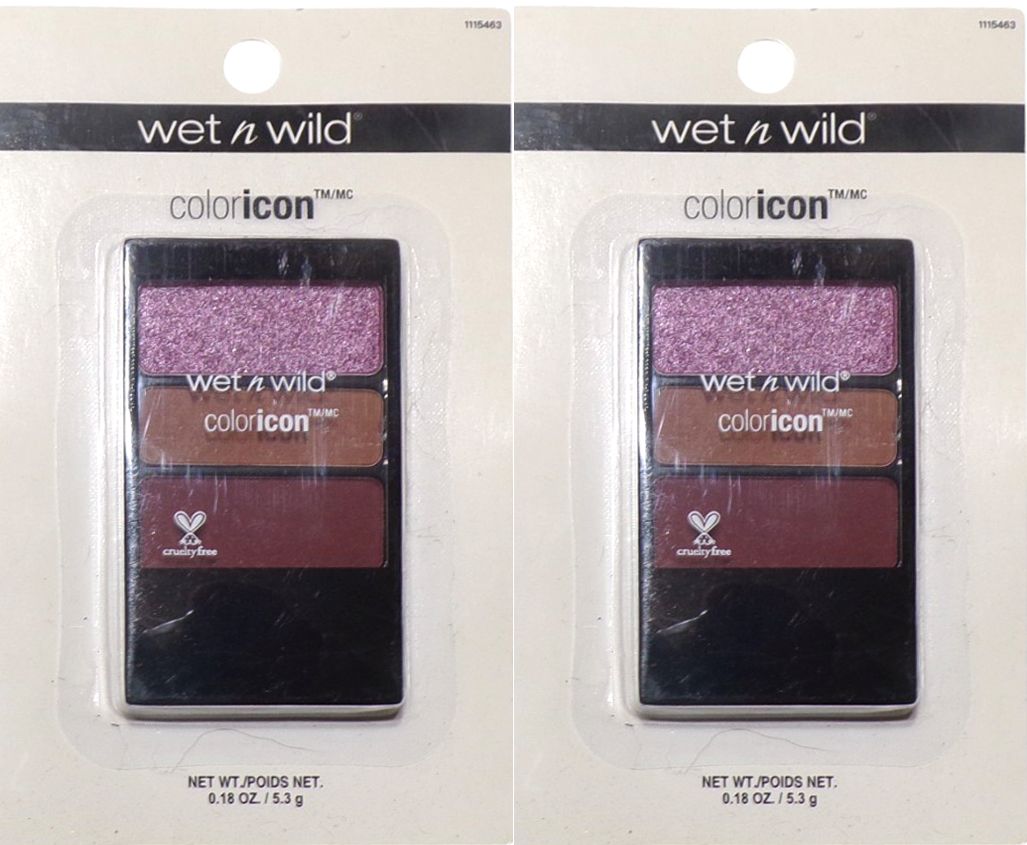 1115463
wet n wild®
coloricon™/MC
wet n wild®
coloricon™/MC
crueltyfree
NET WT./POIDS NET.
0.18 OZ. / 5.3 g
1115463
wet n wild®
coloricon™/MC
wet n wild®
coloricon™/MC
crueltyfree
NET WT./POIDS NET.
0.18 OZ. / 5.3 g